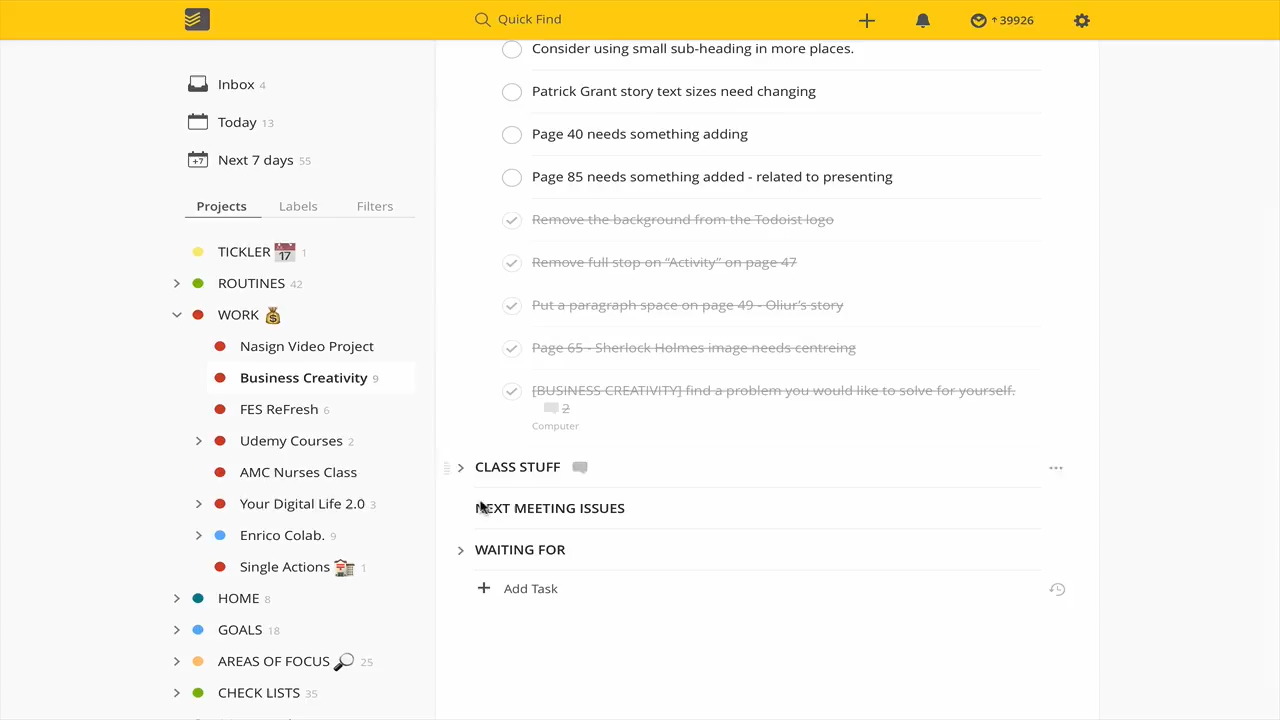 Quick Find
39926
Inbox 4
Today 13
+7 Next 7 days 55
Projects Labels Filters
TICKLER 17 1
ROUTINES 42
WORK
Nasign Video Project
Business Creativity 9
FES ReFresh 6
Udemy Courses 2
AMC Nurses Class
Your Digital Life 2.0 3
Enrico Colab. 9
Single Actions 1
HOME 8
GOALS 18
AREAS OF FOCUS 25
CHECK LISTS 35
Consider using small sub-heading in more places.
Patrick Grant story text sizes need changing
Page 40 needs something adding
Page 85 needs something added - related to presenting
Remove the background from the Todoist logo
Remove full stop on “Activity” on page 47
Put a paragraph space on page 49 - Oliur’s story
Page 65 - Sherlock Holmes image needs centreing
[BUSINESS CREATIVITY] find a problem you would like to solve for yourself.
2
Computer
CLASS STUFF
NEXT MEETING ISSUES
WAITING FOR
Add Task